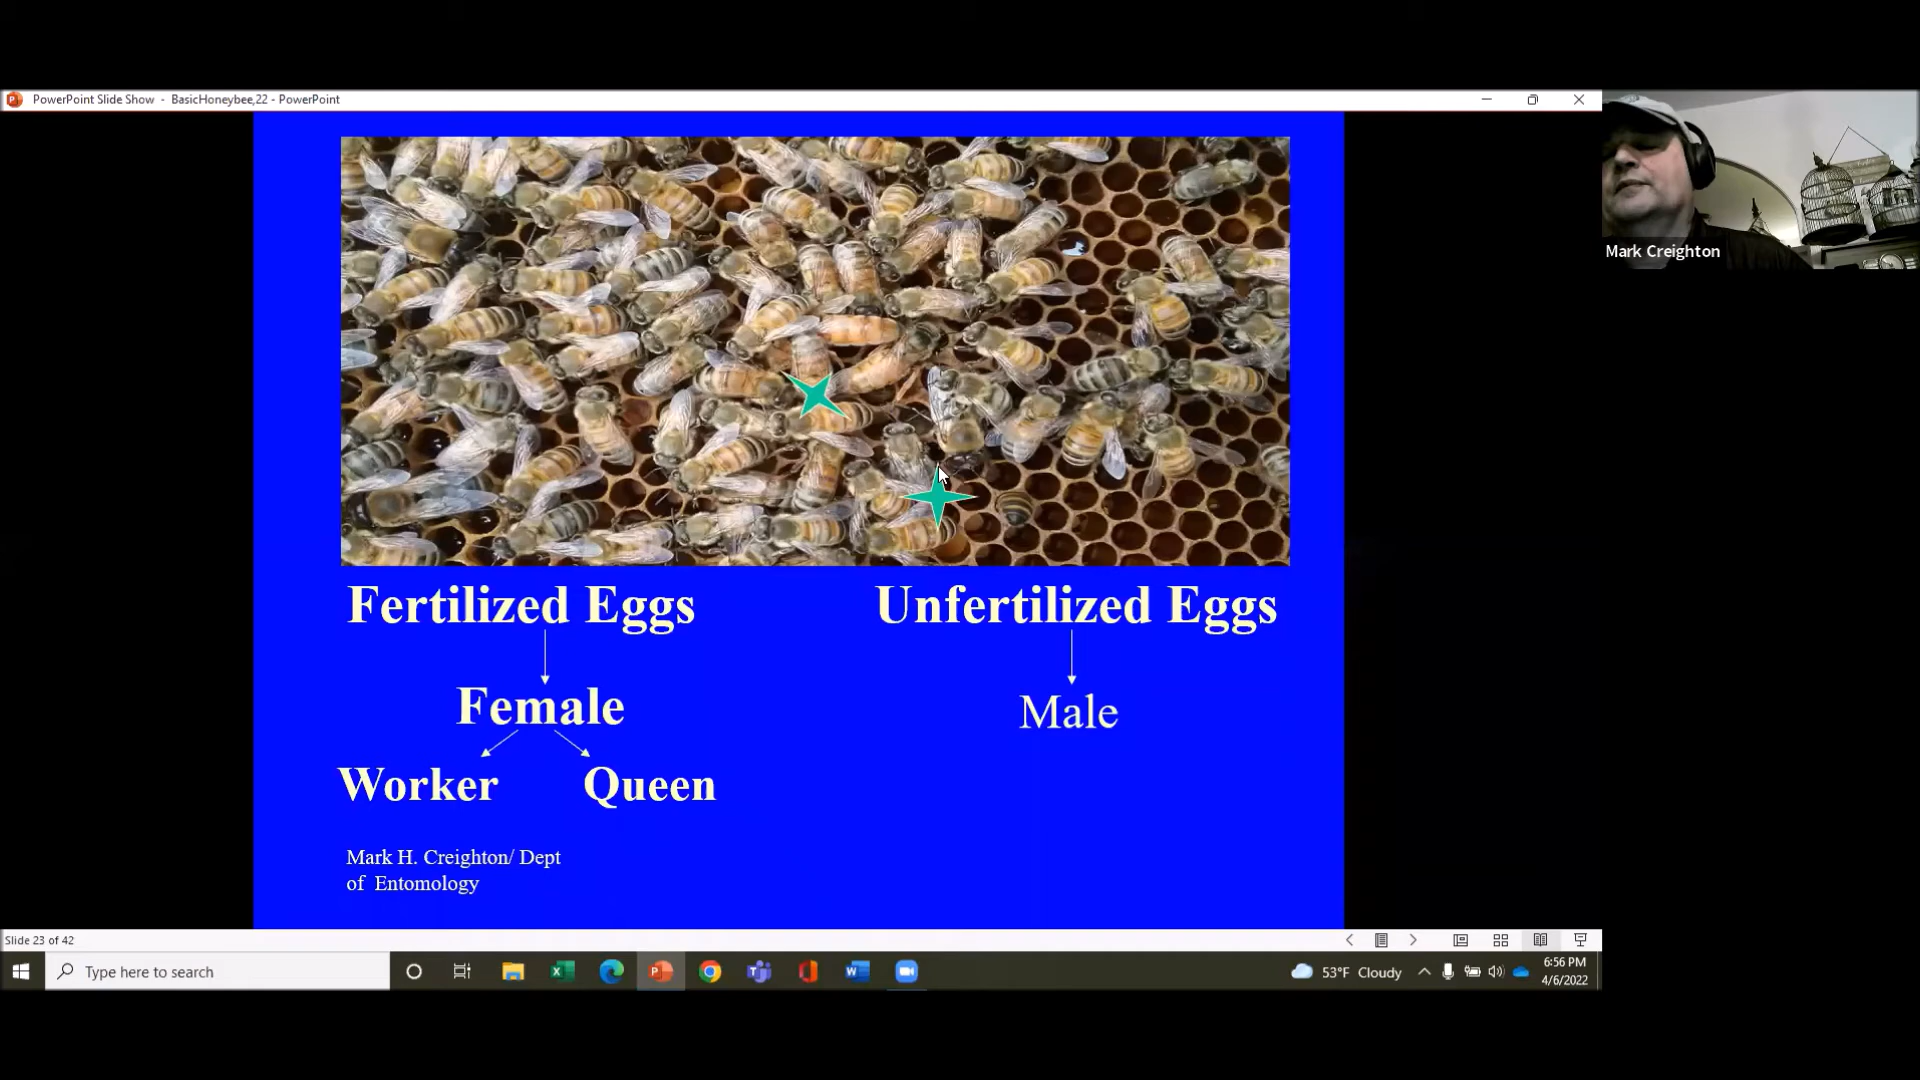 PowerPoint Slide Show - BasicHoneybee,22 - PowerPoint
Mark Creighton
Fertilized Eggs
Unfertilized Eggs
Female
Male
Worker
Queen
Mark H. Creighton/ Dept
of Entomology
Slide 23 of 42
Type here to search
53°F Cloudy
6:56 PM
4/6/2022